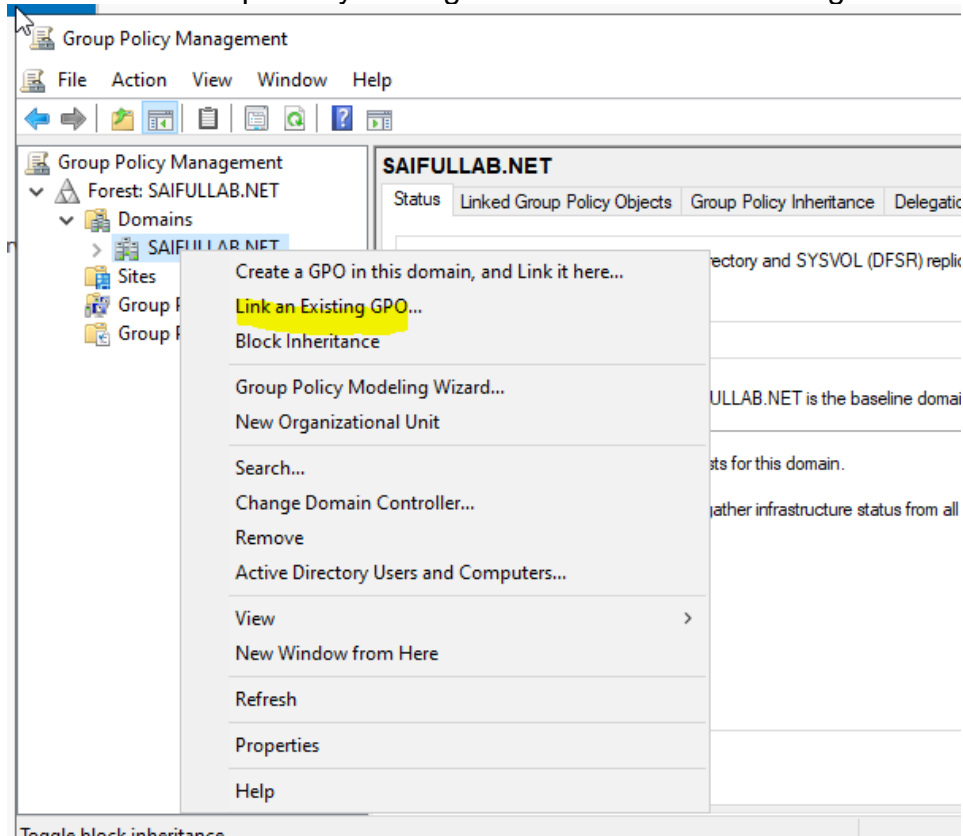 Group Policy Management
File Action View Window Help
Group Policy Management
Forest: SAIFULLAB.NET
Domains
SAIFULLAB.NET
Sites
Group P
Group P
SAIFULLAB.NET
Status Linked Group Policy Objects Group Policy Inheritance Delegatio
ectory and SYSVOL (DFSR) replic
ULLAB.NET is the baseline domai
sts for this domain.
gather infrastructure status from all
Create a GPO in this domain, and Link it here...
Link an Existing GPO...
Block Inheritance
Group Policy Modeling Wizard...
New Organizational Unit
Search...
Change Domain Controller...
Remove
Active Directory Users and Computers...
View
New Window from Here
Refresh
Properties
Help
Toggle block inheritance